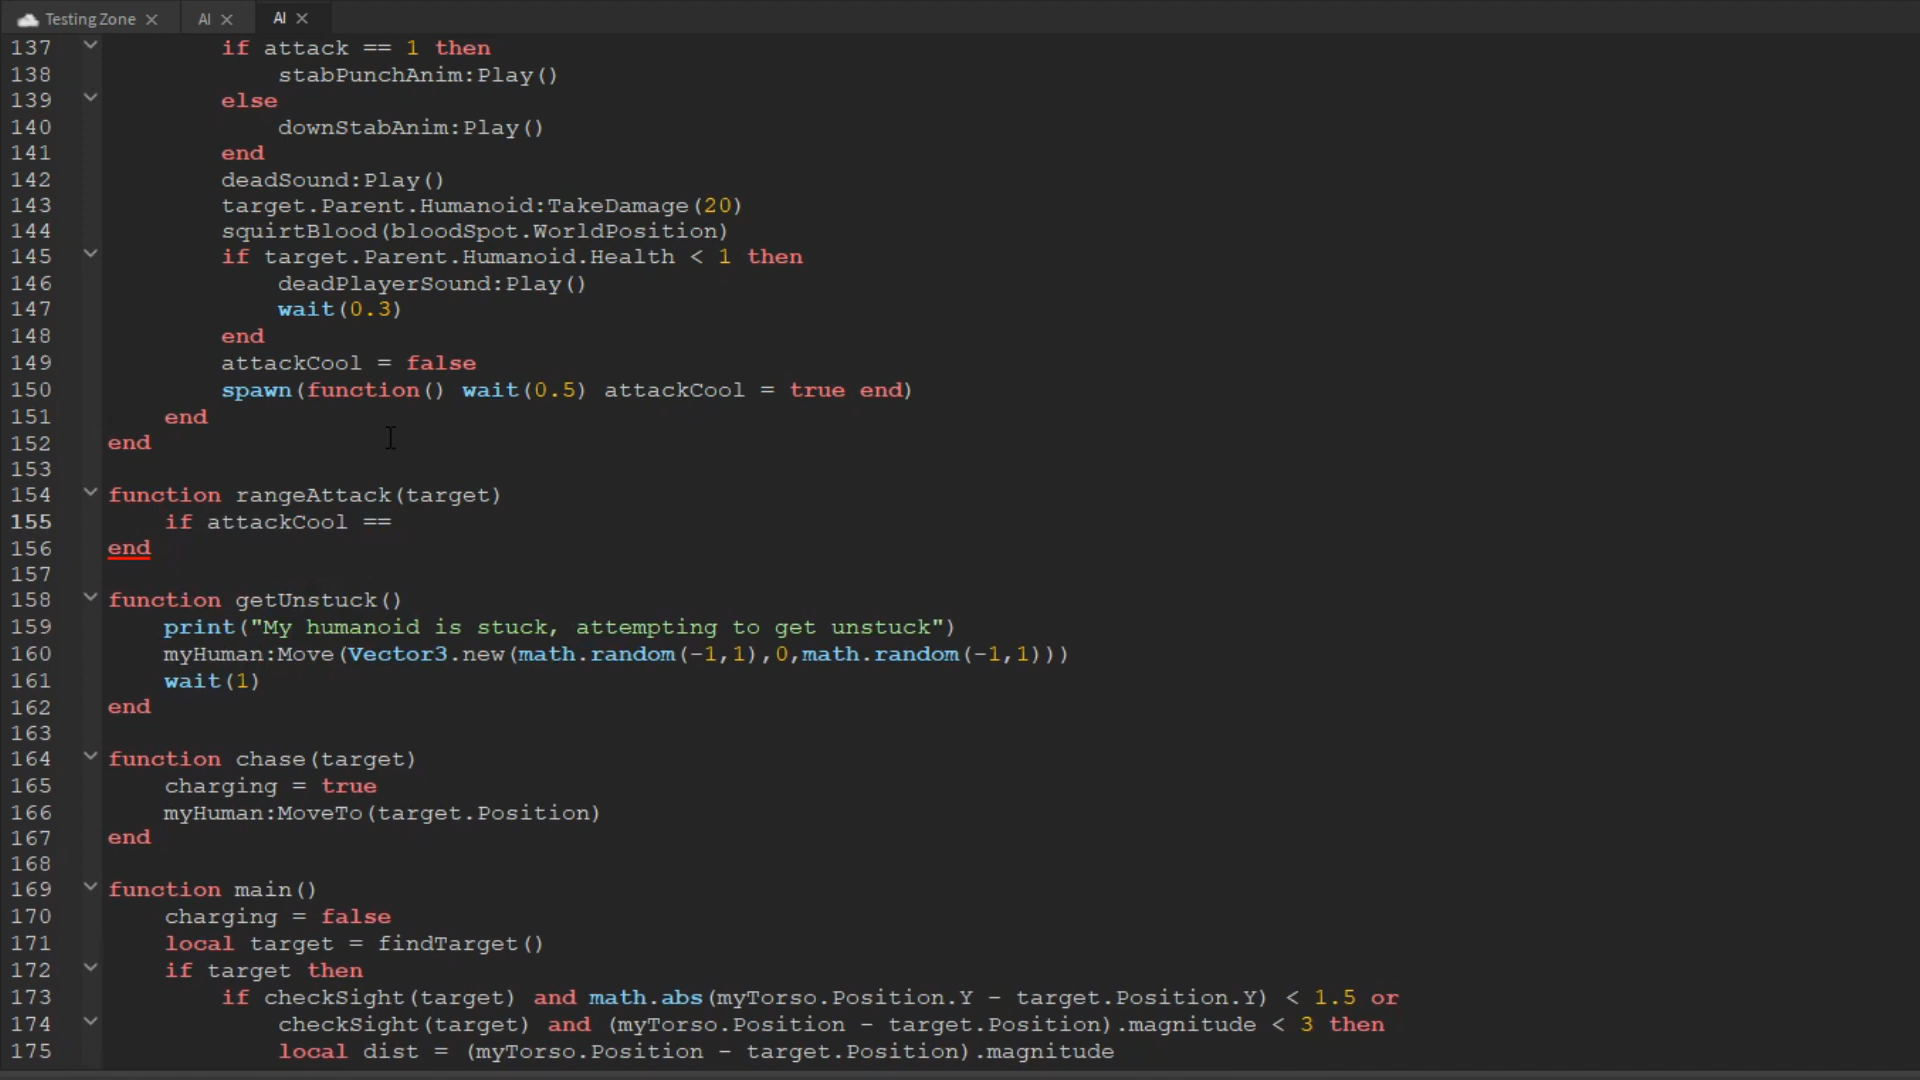 Testing Zone
AI
AI
137 if attack == 1 then
138 stabPunchAnim:Play()
139 else
140 downStabAnim:Play()
141 end
142 deadSound:Play()
143 target.Parent.Humanoid:TakeDamage(20)
144 squirtBlood(bloodSpot.WorldPosition)
145 if target.Parent.Humanoid.Health < 1 then
146 deadPlayerSound:Play()
147 wait(0.3)
148 end
149 attackCool = false
150 spawn(function() wait(0.5) attackCool = true end)
151 end
152 end
153
154 function rangeAttack(target)
155 if attackCool ==
156 end
157
158 function getUnstuck()
159 print("My humanoid is stuck, attempting to get unstuck")
160 myHuman:Move(Vector3.new(math.random(-1,1),0,math.random(-1,1)))
161 wait(1)
162 end
163
164 function chase(target)
165 charging = true
166 myHuman:MoveTo(target.Position)
167 end
168
169 function main()
170 charging = false
171 local target = findTarget()
172 if target then
173 if checkSight(target) and math.abs(myTorso.Position.Y - target.Position.Y) < 1.5 or
174 checkSight(target) and (myTorso.Position - target.Position).magnitude < 3 then
175 local dist = (myTorso.Position - target.Position).magnitude